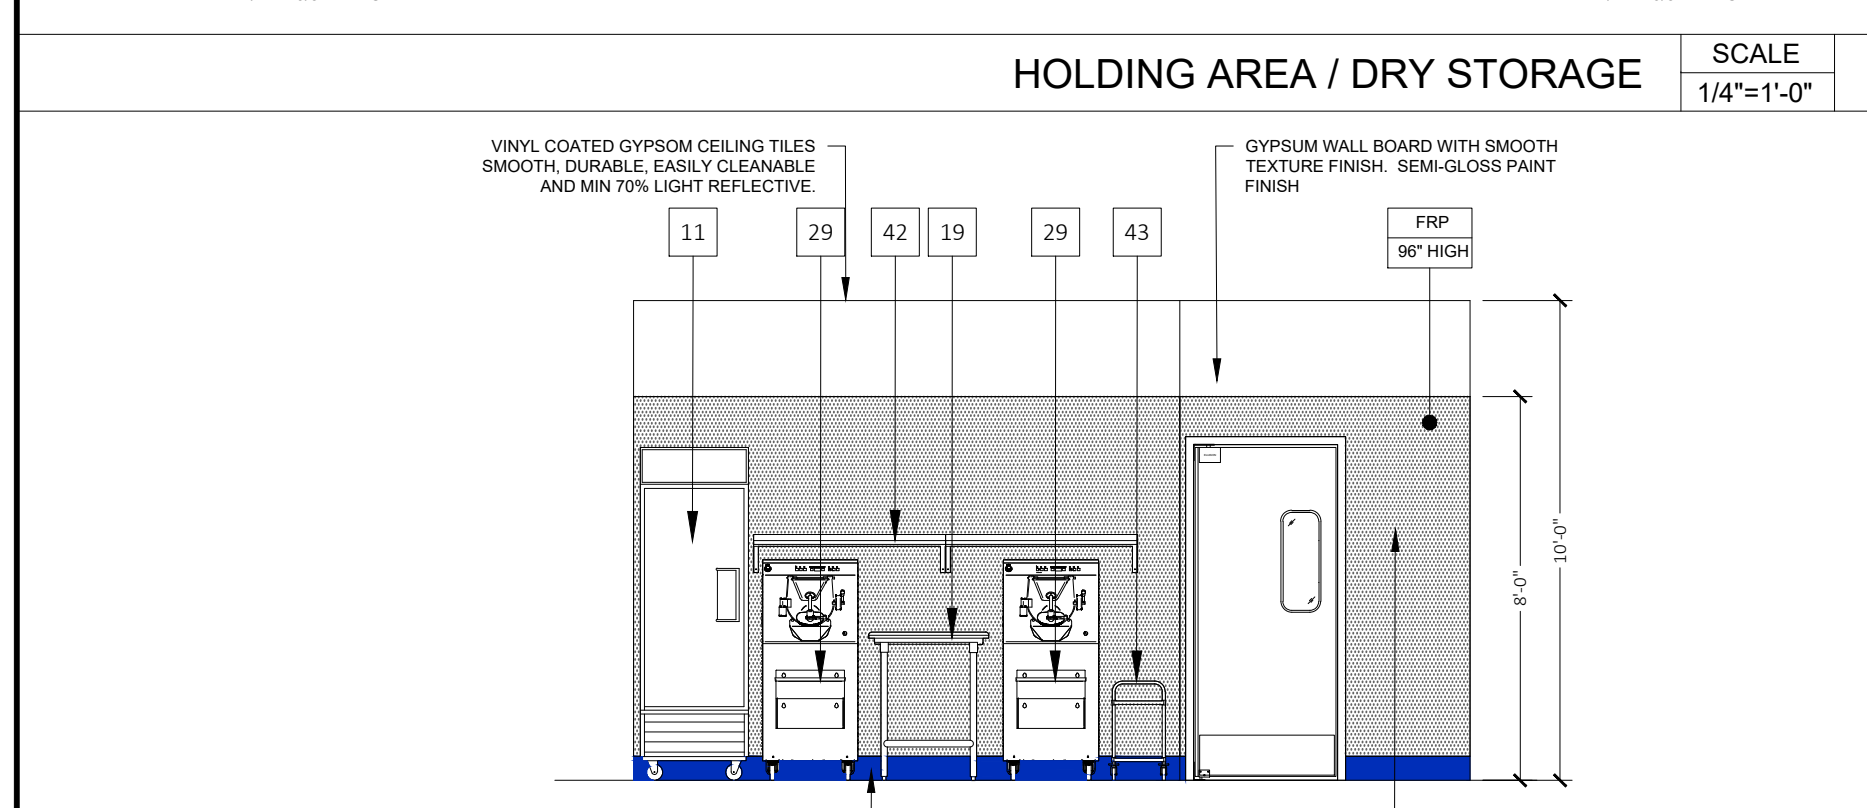 HOLDING AREA / DRY STORAGE
SCALE
1/4"=1'-0"
VINYL COATED GYPSOM CEILING TILES
SMOOTH, DURABLE, EASILY CLEANABLE
AND MIN 70% LIGHT REFLECTIVE.
GYPSUM WALL BOARD WITH SMOOTH
TEXTURE FINISH. SEMI-GLOSS PAINT
FINISH
11
29
42
19
29
43
FRP
96" HIGH
8'-0"
10'-0"